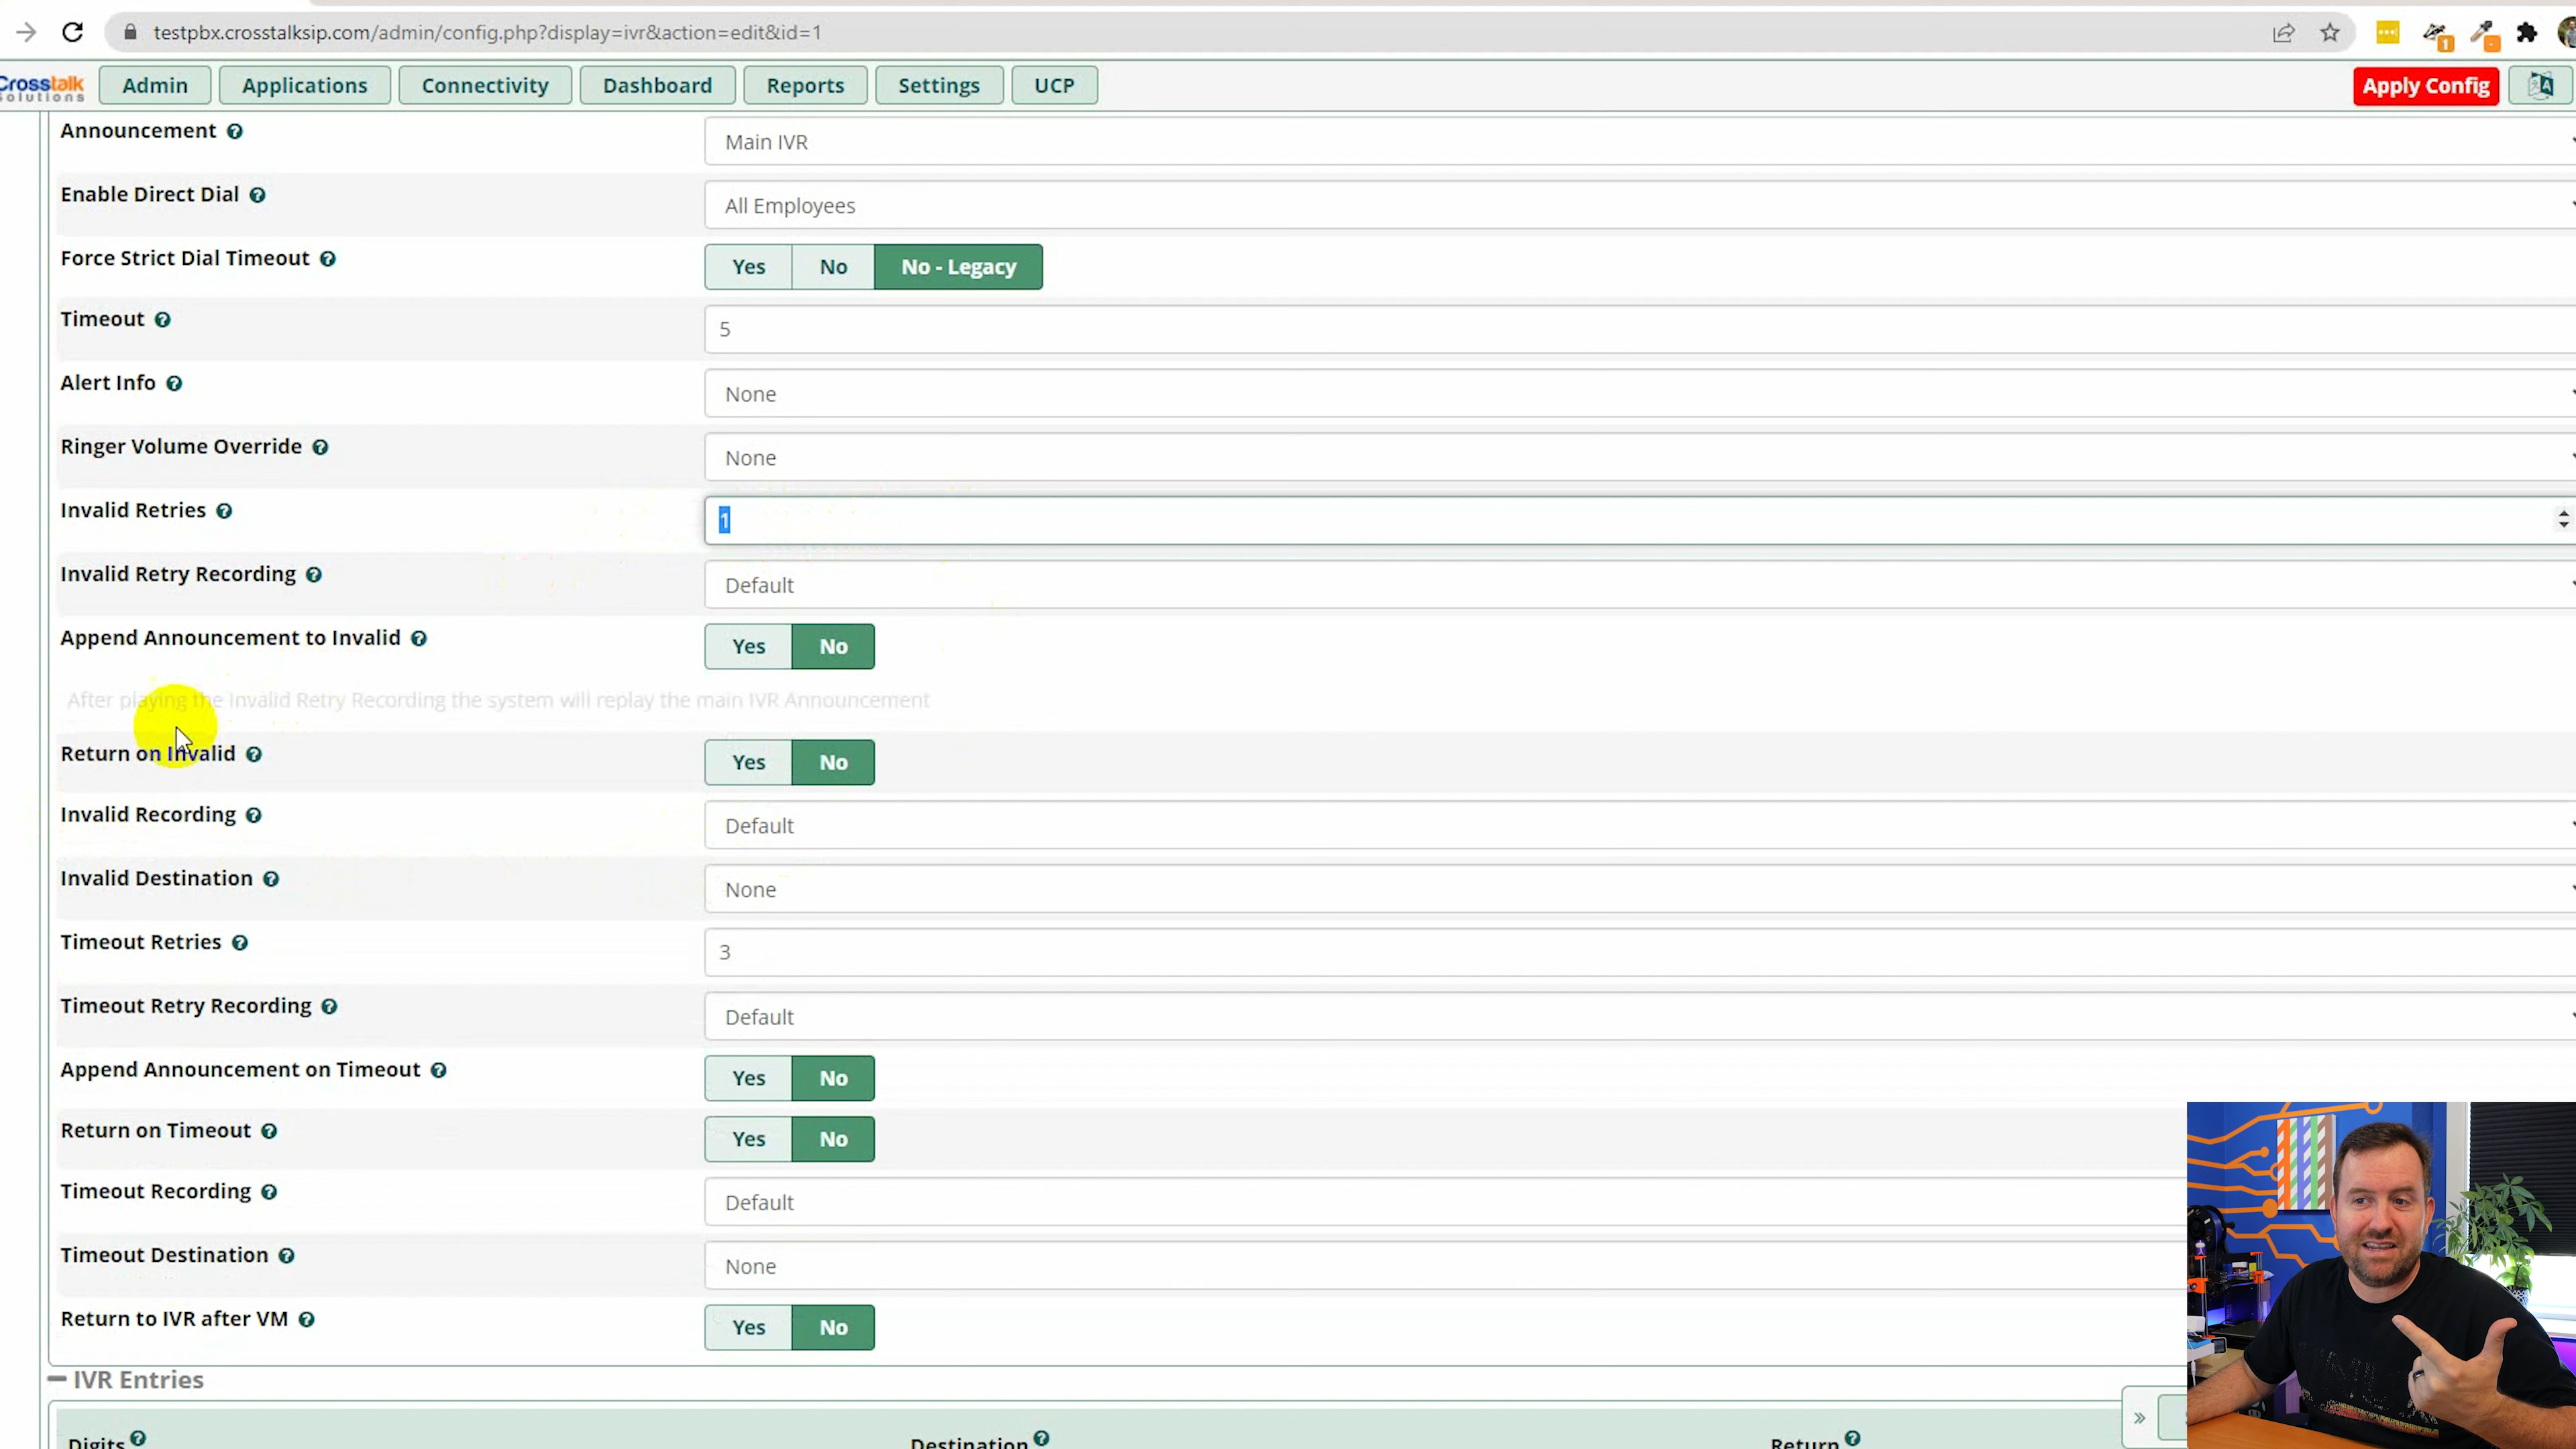 testpbx.crosstalksip.com/admin/config.php?display=ivr&action=edit&id=1
1
Crosstalk
Solutions
Admin
Applications
Connectivity
Dashboard
Reports
Settings
UCP
Apply Config
Announcement
Main IVR
Enable Direct Dial
All Employees
Force Strict Dial Timeout
Yes No No - Legacy
Timeout
5
Alert Info
None
Ringer Volume Override
None
Invalid Retries
1
Invalid Retry Recording
Default
Append Announcement to Invalid
Yes No
After playing the Invalid Retry Recording the system will replay the main IVR Announcement
Return on Invalid
Yes No
Invalid Recording
Default
Invalid Destination
None
Timeout Retries
3
Timeout Retry Recording
Default
Append Announcement on Timeout
Yes No
Return on Timeout
Yes No
Timeout Recording
Default
Timeout Destination
None
Return to IVR after VM
Yes No
IVR Entries
Digits
Destination
Return